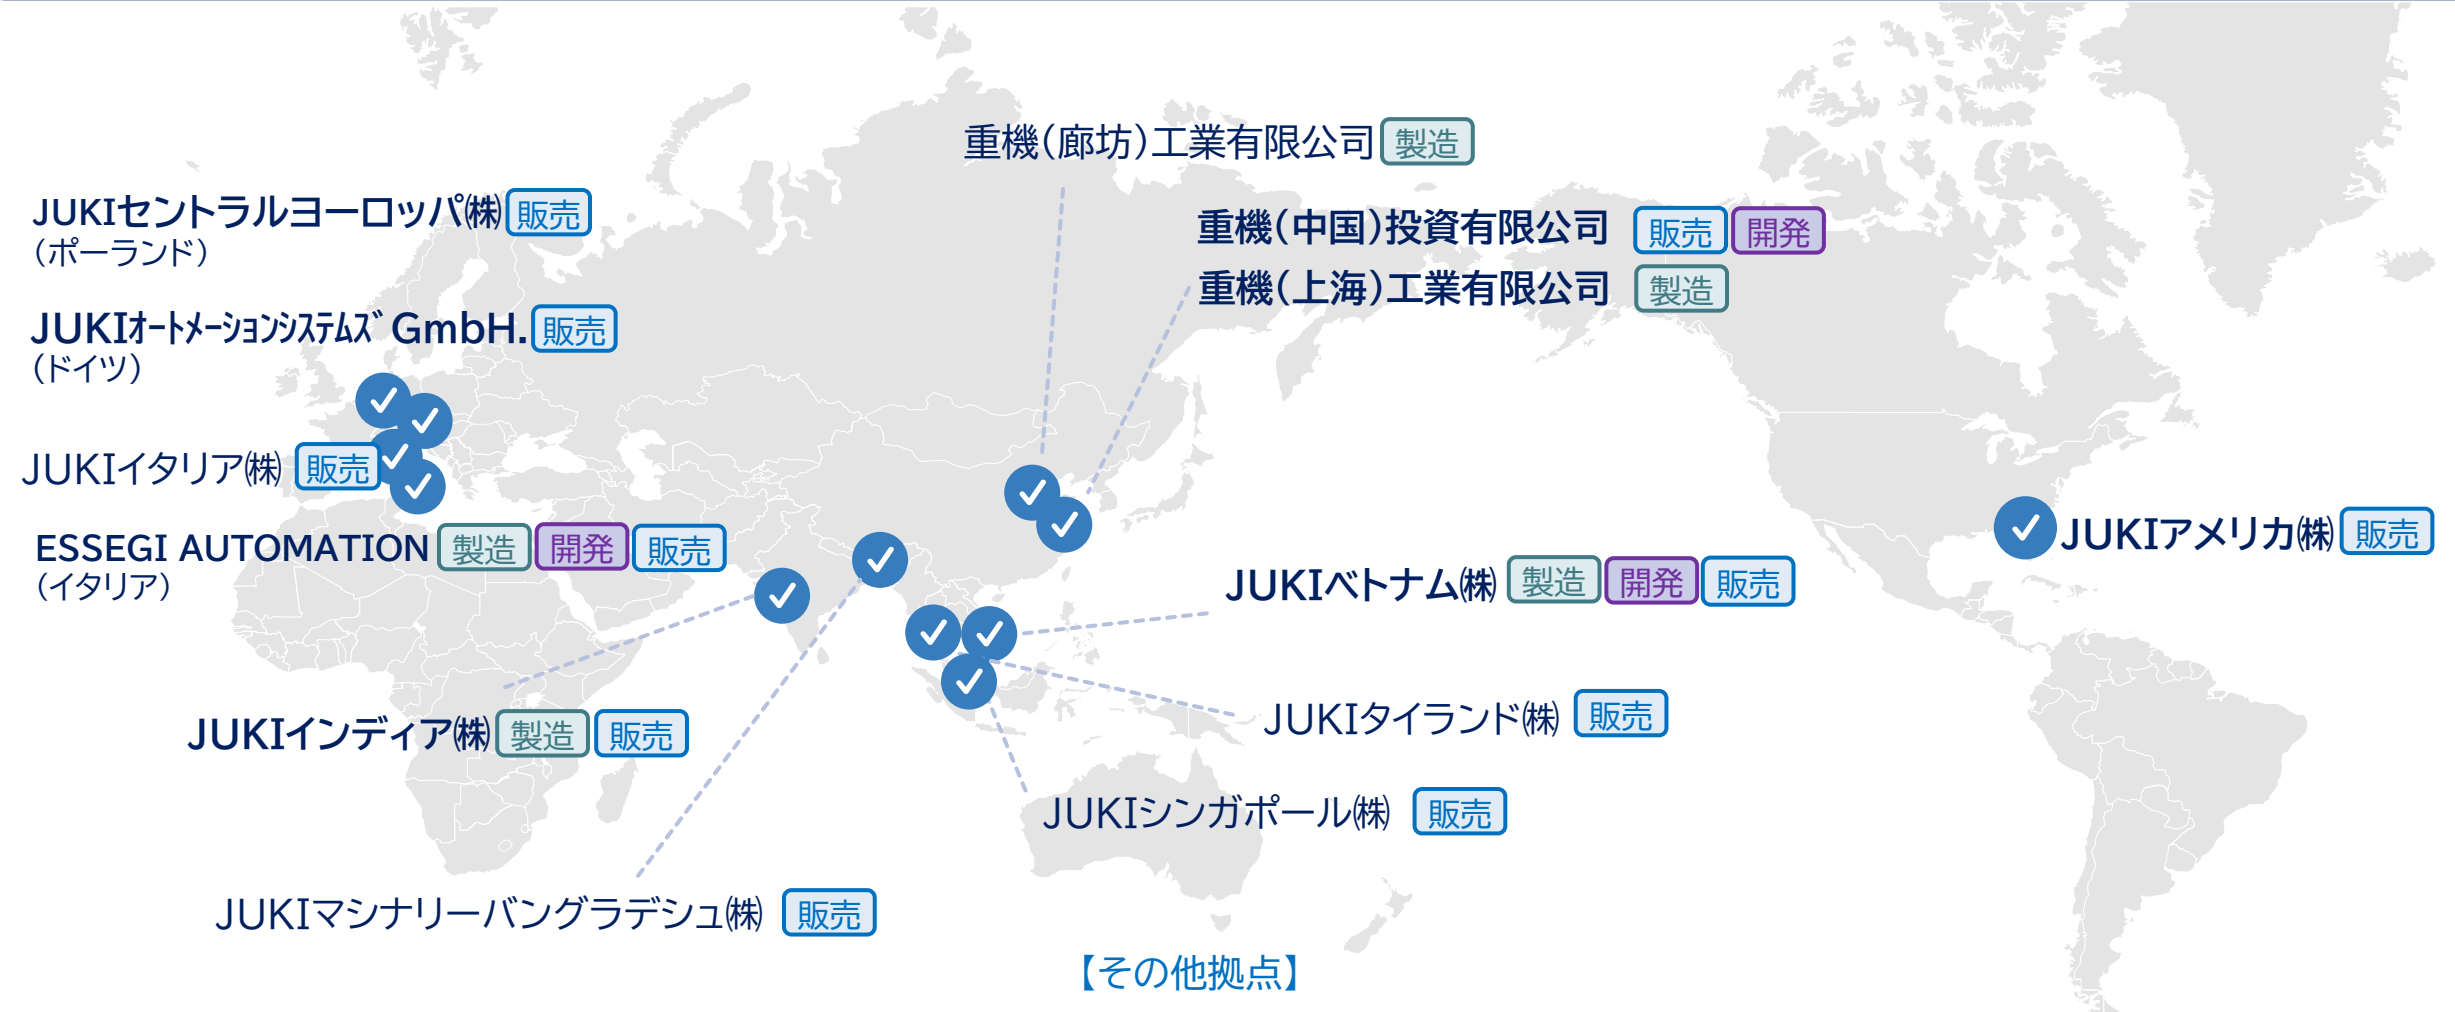 重機（廊坊）工業有限公司 製造
JUKIセントラルヨーロッパ㈱ 販売
（ポーランド）
重機（中国）投資有限公司 販売 開発
重機（上海）工業有限公司 製造
JUKIｵｰﾄﾒｰｼｮﾝｼｽﾃﾑｽﾞ GmbH. 販売
（ドイツ）
JUKIイタリア㈱ 販売
ESSEGI AUTOMATION 製造 開発 販売
（イタリア）
JUKIアメリカ㈱ 販売
JUKIベトナム㈱ 製造 開発 販売
JUKIインディア㈱ 製造 販売
JUKIタイランド㈱ 販売
JUKIシンガポール㈱ 販売
JUKIマシナリーバングラデシュ㈱ 販売
【その他拠点】